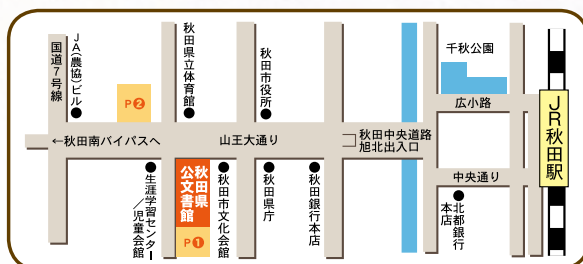 国道7号線
JA(農協)ビル
P2
秋田県立体育館
秋田市役所
千秋公園
広小路
JR秋田駅
←秋田南バイパスへ
山王大通り
秋田中央道路
旭北出入口
中央通り
生涯学習センター
/児童会館
秋田県
公文書館
P1
秋田市文化会館
秋田県庁
秋田銀行本店
北都銀行
本店